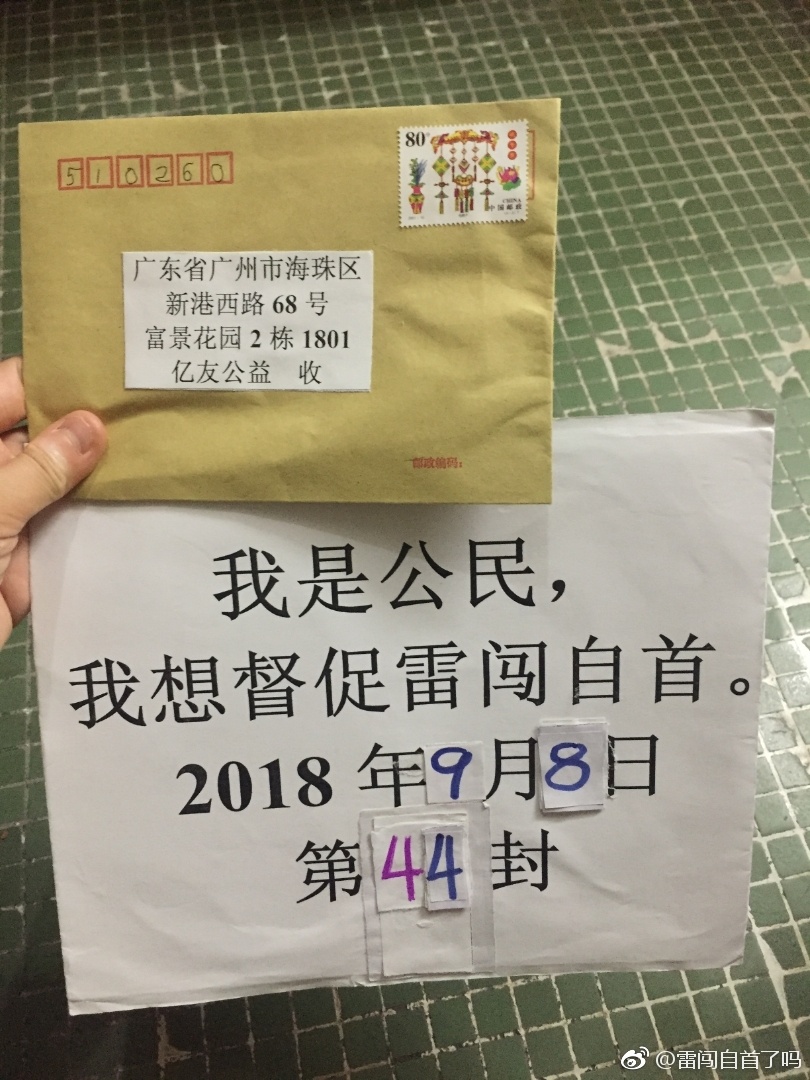 510260
80分
CHINA
中国邮政
广东省广州市海珠区
新港西路 68 号
富景花园 2 栋 1801
亿友公益 收
邮政编码：
我是公民，
我想督促雷闯自首。
2018 年 9 月 8 日
第 44 封
@雷闯自首了吗